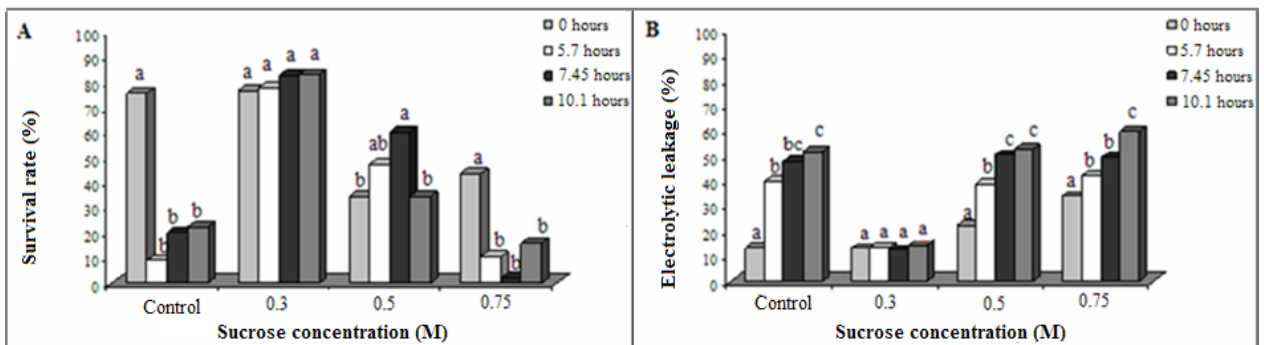 A
100
90
80
70
60
50
40
30
20
10
0
Survival rate (%)
a
b
b
b
a
a
a
a
b
ab
a
b
a
b
b
b
0 hours
5.7 hours
7.45 hours
10.1 hours
Control 0.3 0.5 0.75
Sucrose concentration (M)
B
100
90
80
70
60
50
40
30
20
10
0
Electrolytic leakage (%)
a
b
bc
c
a
a
a
a
a
b
c
c
a
b
b
c
0 hours
5.7 hours
7.45 hours
10.1 hours
Control 0.3 0.5 0.75
Sucrose concentration (M)